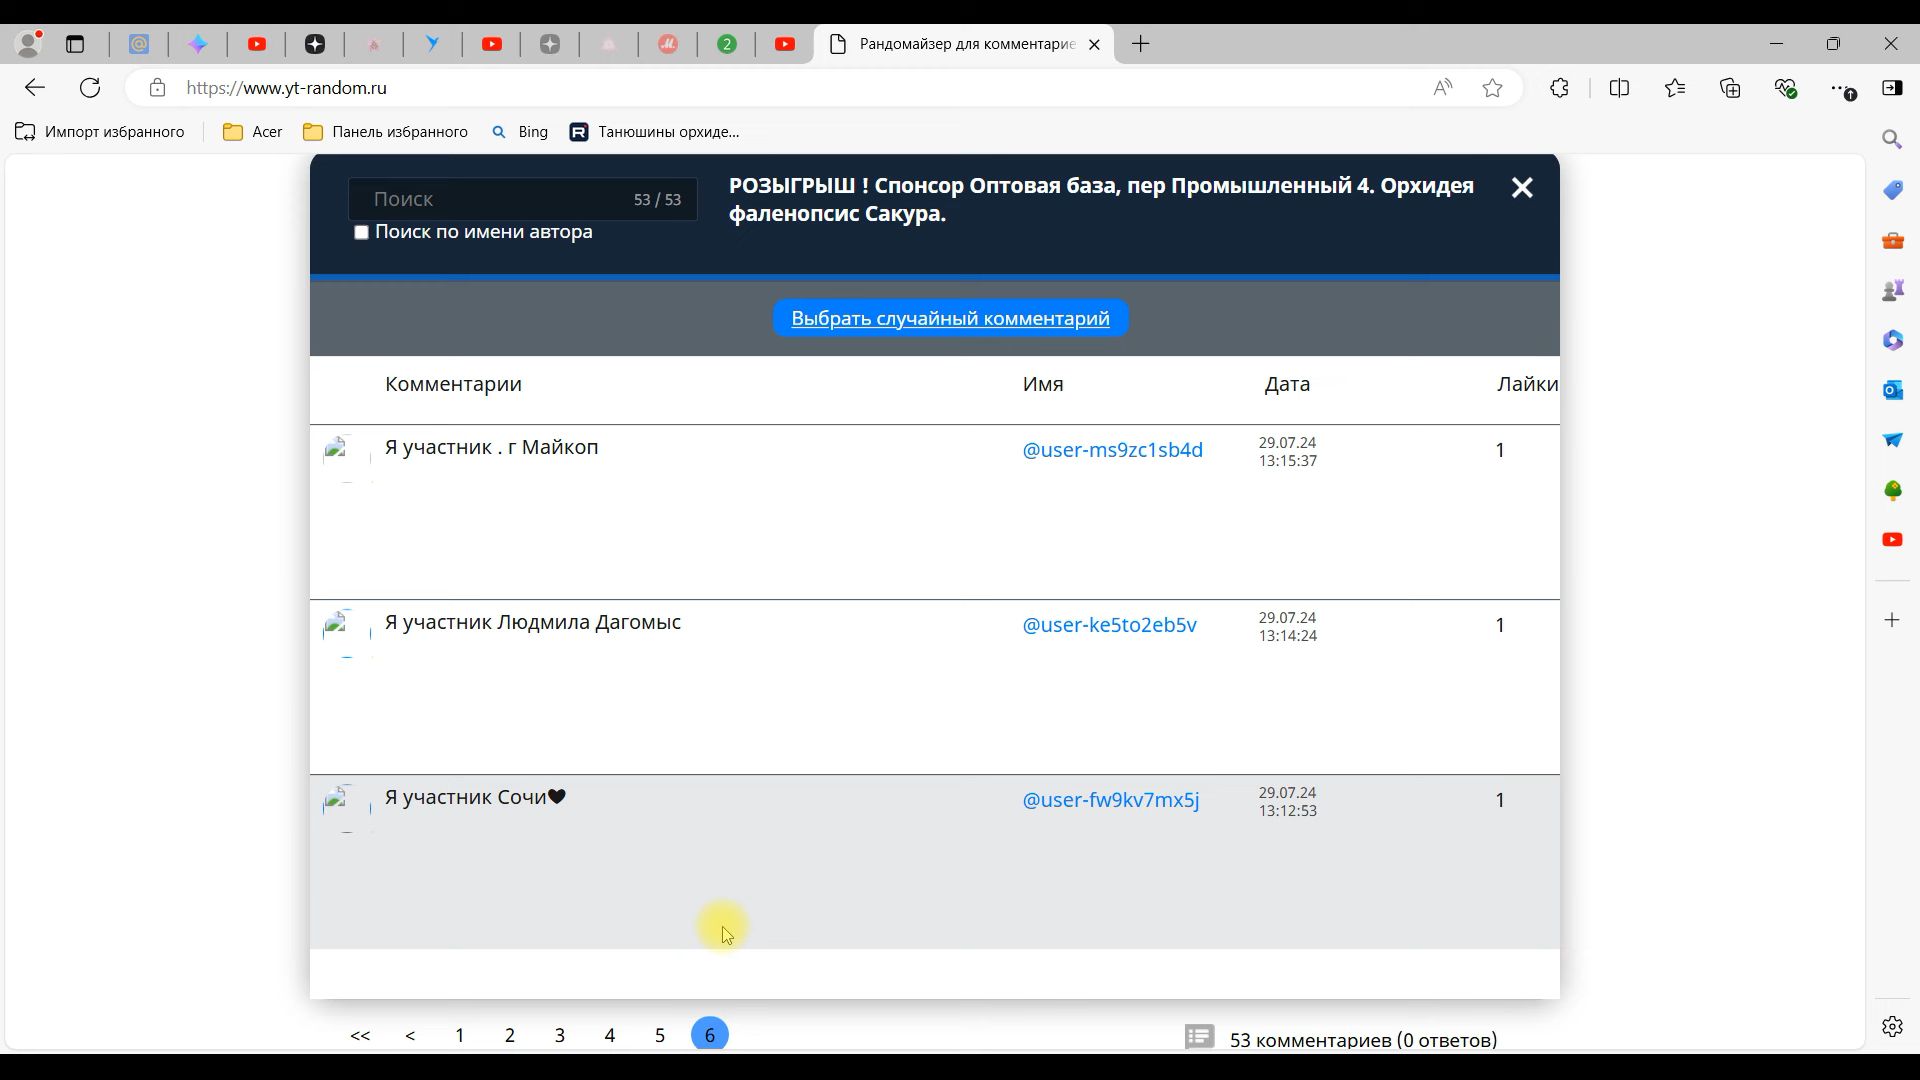 Рандомайзер для комментарие
https://www.yt-random.ru
Импорт избранного
Acer
Панель избранного
Bing
Танюшины орхиде...
2
Поиск
53 / 53
Поиск по имени автора
РОЗЫГРЫШ ! Спонсор Оптовая база, пер Промышленный 4. Орхидея
фаленопсис Сакура.
Выбрать случайный комментарий
Комментарии Имя Дата Лайки
Я участник . г Майкоп @user-ms9zc1sb4d 29.07.24 1
13:15:37
Я участник Людмила Дагомыс @user-ke5to2eb5v 29.07.24 1
13:14:24
Я участник Сочи🖤 @user-fw9kv7mx5j 29.07.24 1
13:12:53
<< < 1 2 3 4 5 6
53 комментариев (0 ответов)